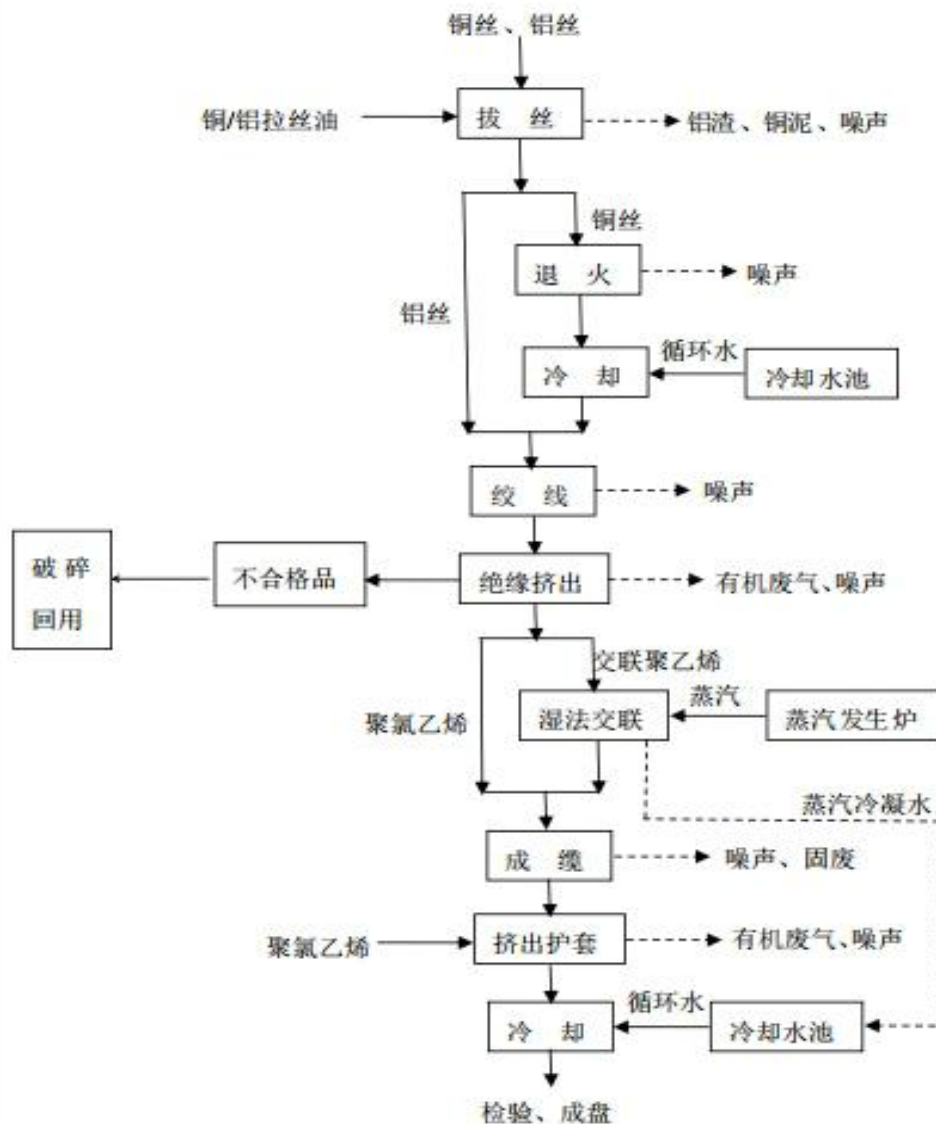 铜丝、铝丝
铜/铝拉丝油
拔 丝
铝渣、铜泥、噪声
铜丝
退 火
噪声
铝丝
循环水
冷 却
冷却水池
绞 线
噪声
破碎
回用
不合格品
绝缘挤出
有机废气、噪声
交联聚乙烯
聚氯乙烯
蒸汽
湿法交联
蒸汽发生炉
蒸汽冷凝水
成 缆
噪声、固废
聚氯乙烯
挤出护套
有机废气、噪声
循环水
冷 却
冷却水池
检验、成盘